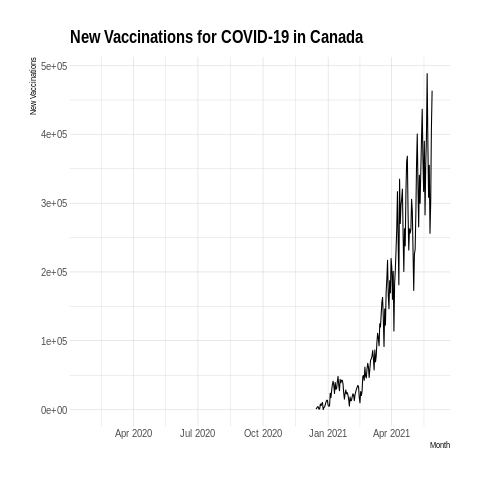 New Vaccinations for COVID-19 in Canada
New Vaccinations
5e+05
4e+05
3e+05
2e+05
1e+05
0e+00
Apr 2020 Jul 2020 Oct 2020 Jan 2021 Apr 2021
Month